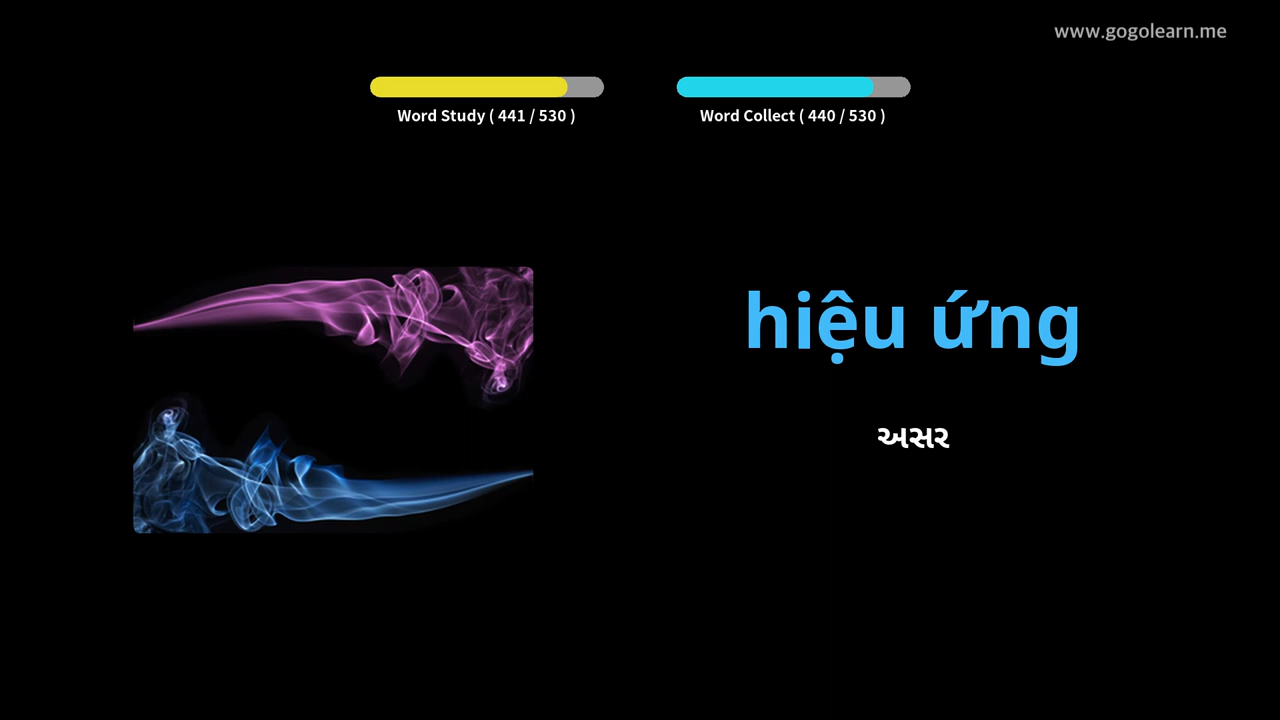 www.gogolearn.me
Word Study ( 441 / 530 )
Word Collect ( 440 / 530 )
hiệu ứng
અસર